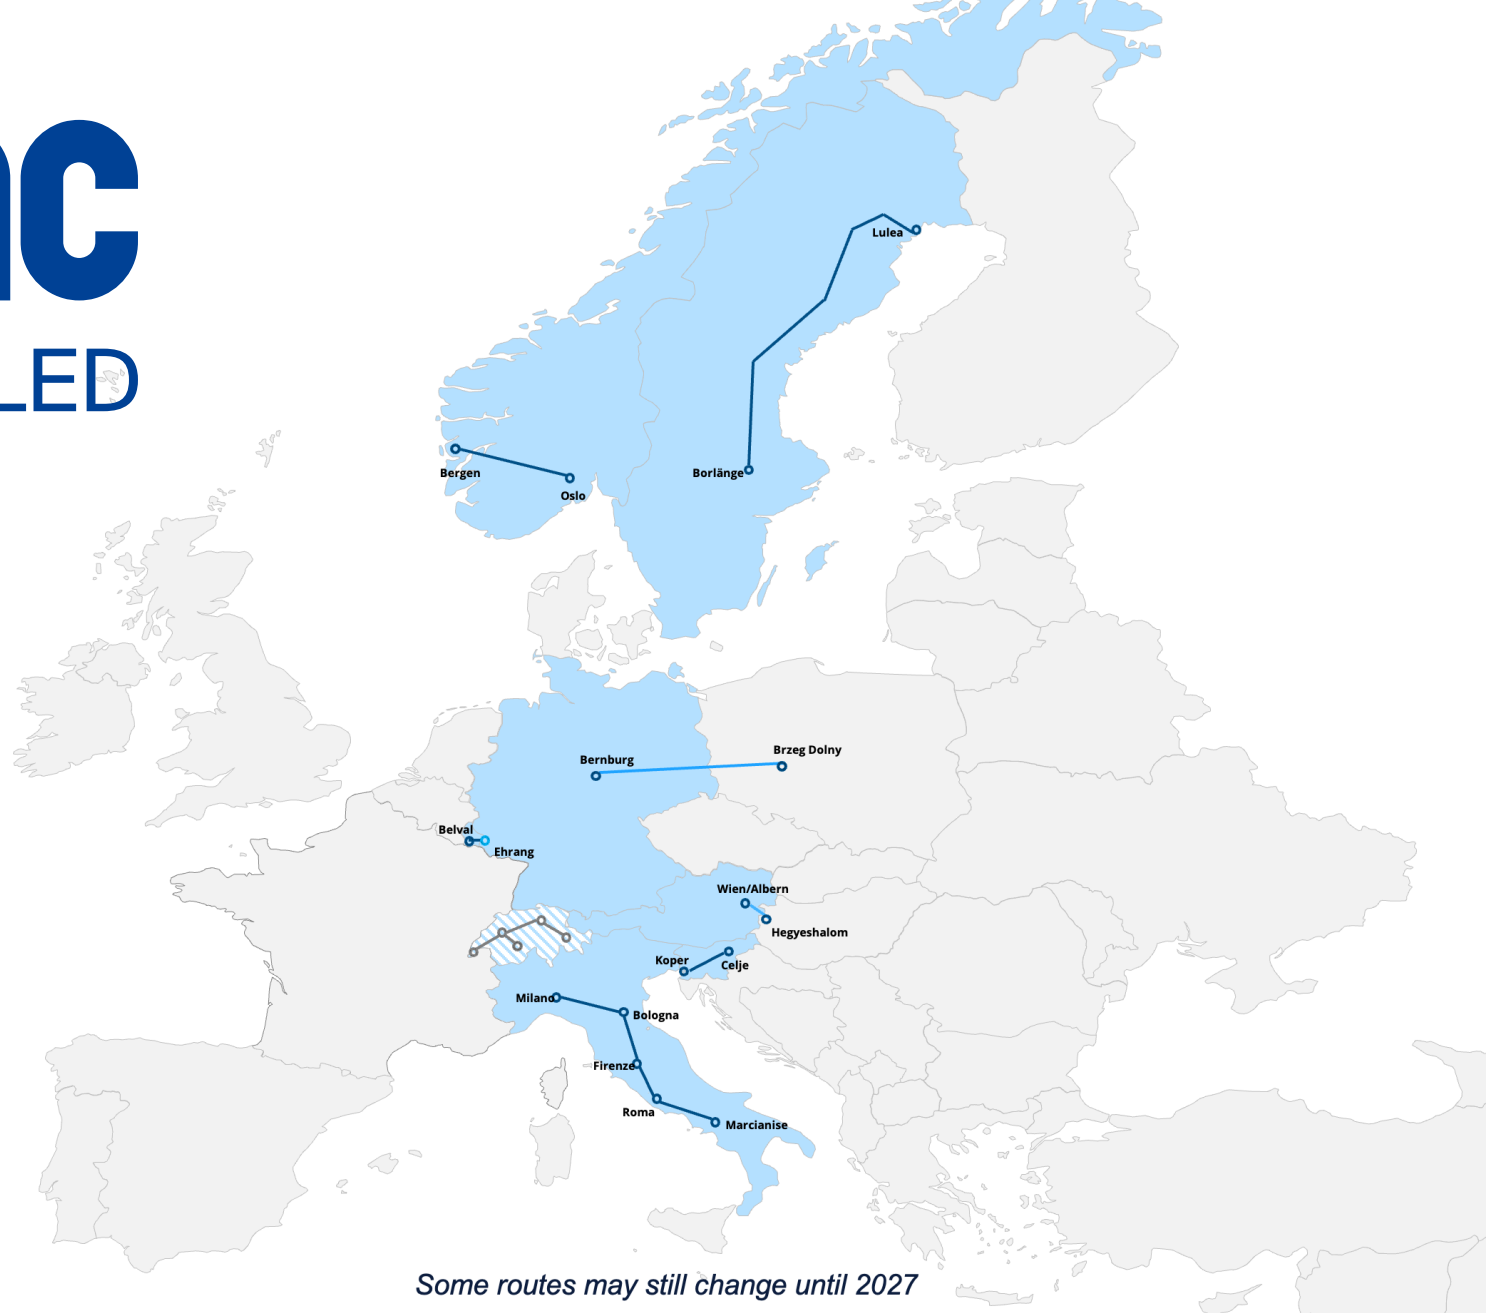 LED
Lulea
Borlänge
Bergen
Oslo
Brzeg Dolny
Bernburg
Belval
Ehrang
Wien/Albern
Hegyeshalom
Koper
Celje
Milano
Bologna
Firenze
Roma
Marcianise
Some routes may still change until 2027